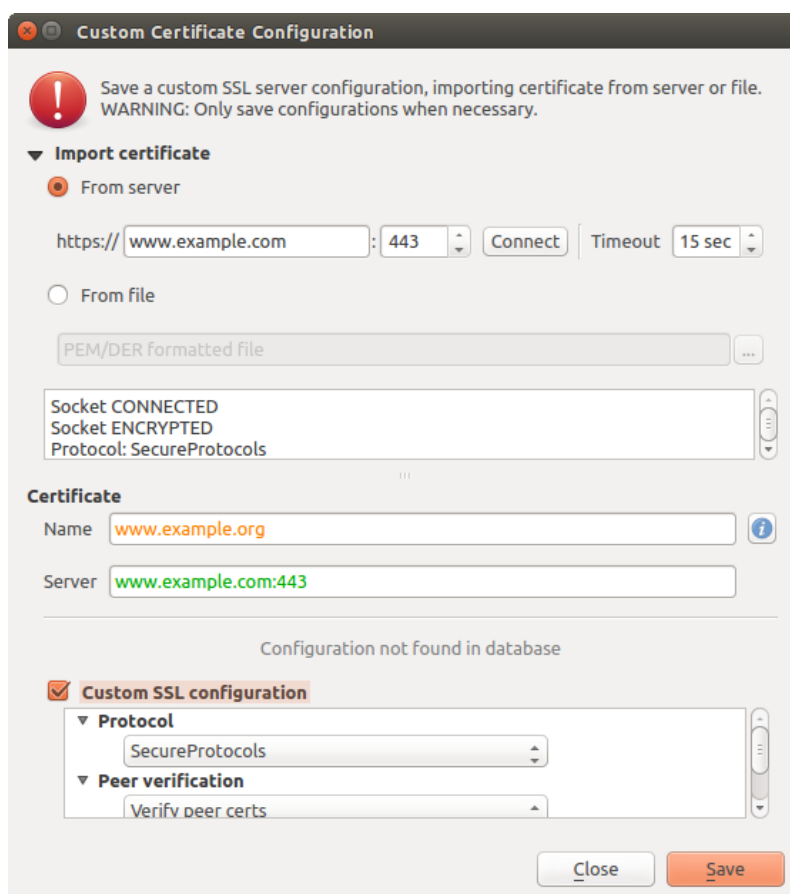 Custom Certificate Configuration
Save a custom SSL server configuration, importing certificate from server or file.
WARNING: Only save configurations when necessary.
Import certificate
From server
https:// www.example.com : 443 Connect Timeout 15 sec
From file
PEM/DER formatted file ...
Socket CONNECTED
Socket ENCRYPTED
Protocol: SecureProtocols
Certificate
Name www.example.org
Server www.example.com:443
Configuration not found in database
Custom SSL configuration
Protocol
SecureProtocols
Peer verification
Verify peer certs
Close Save